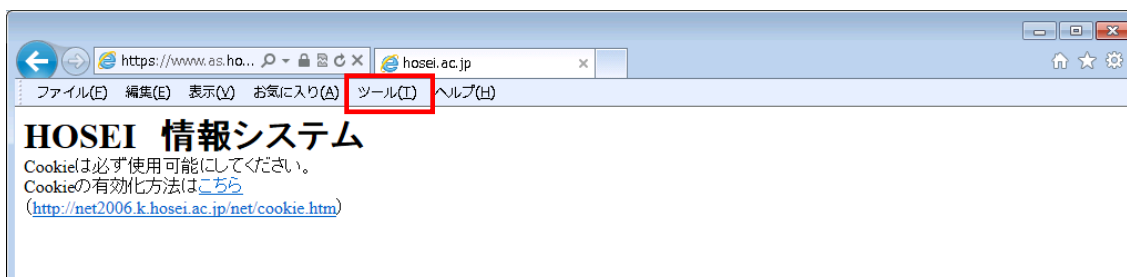 https://www.as.ho... hosei.ac.jp
ファイル(F) 編集(E) 表示(V) お気に入り(A) ツール(T) ヘルプ(H)
HOSEI 情報システム
Cookieは必ず使用可能にしてください。
Cookieの有効化方法はこちら
(http://net2006.k.hosei.ac.jp/net/cookie.htm)